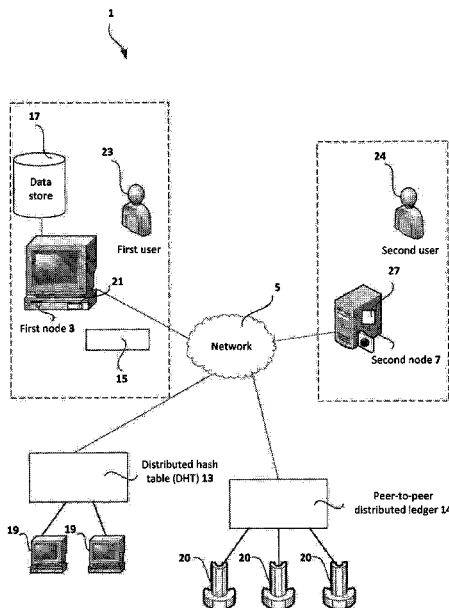 1
17
Data
store
23
First user
21
First node 3
15
5
Network
24
Second user
27
Second node 7
Distributed hash
table (DHT) 13
19
19
Peer-to-peer
distributed ledger 14
20
20
20